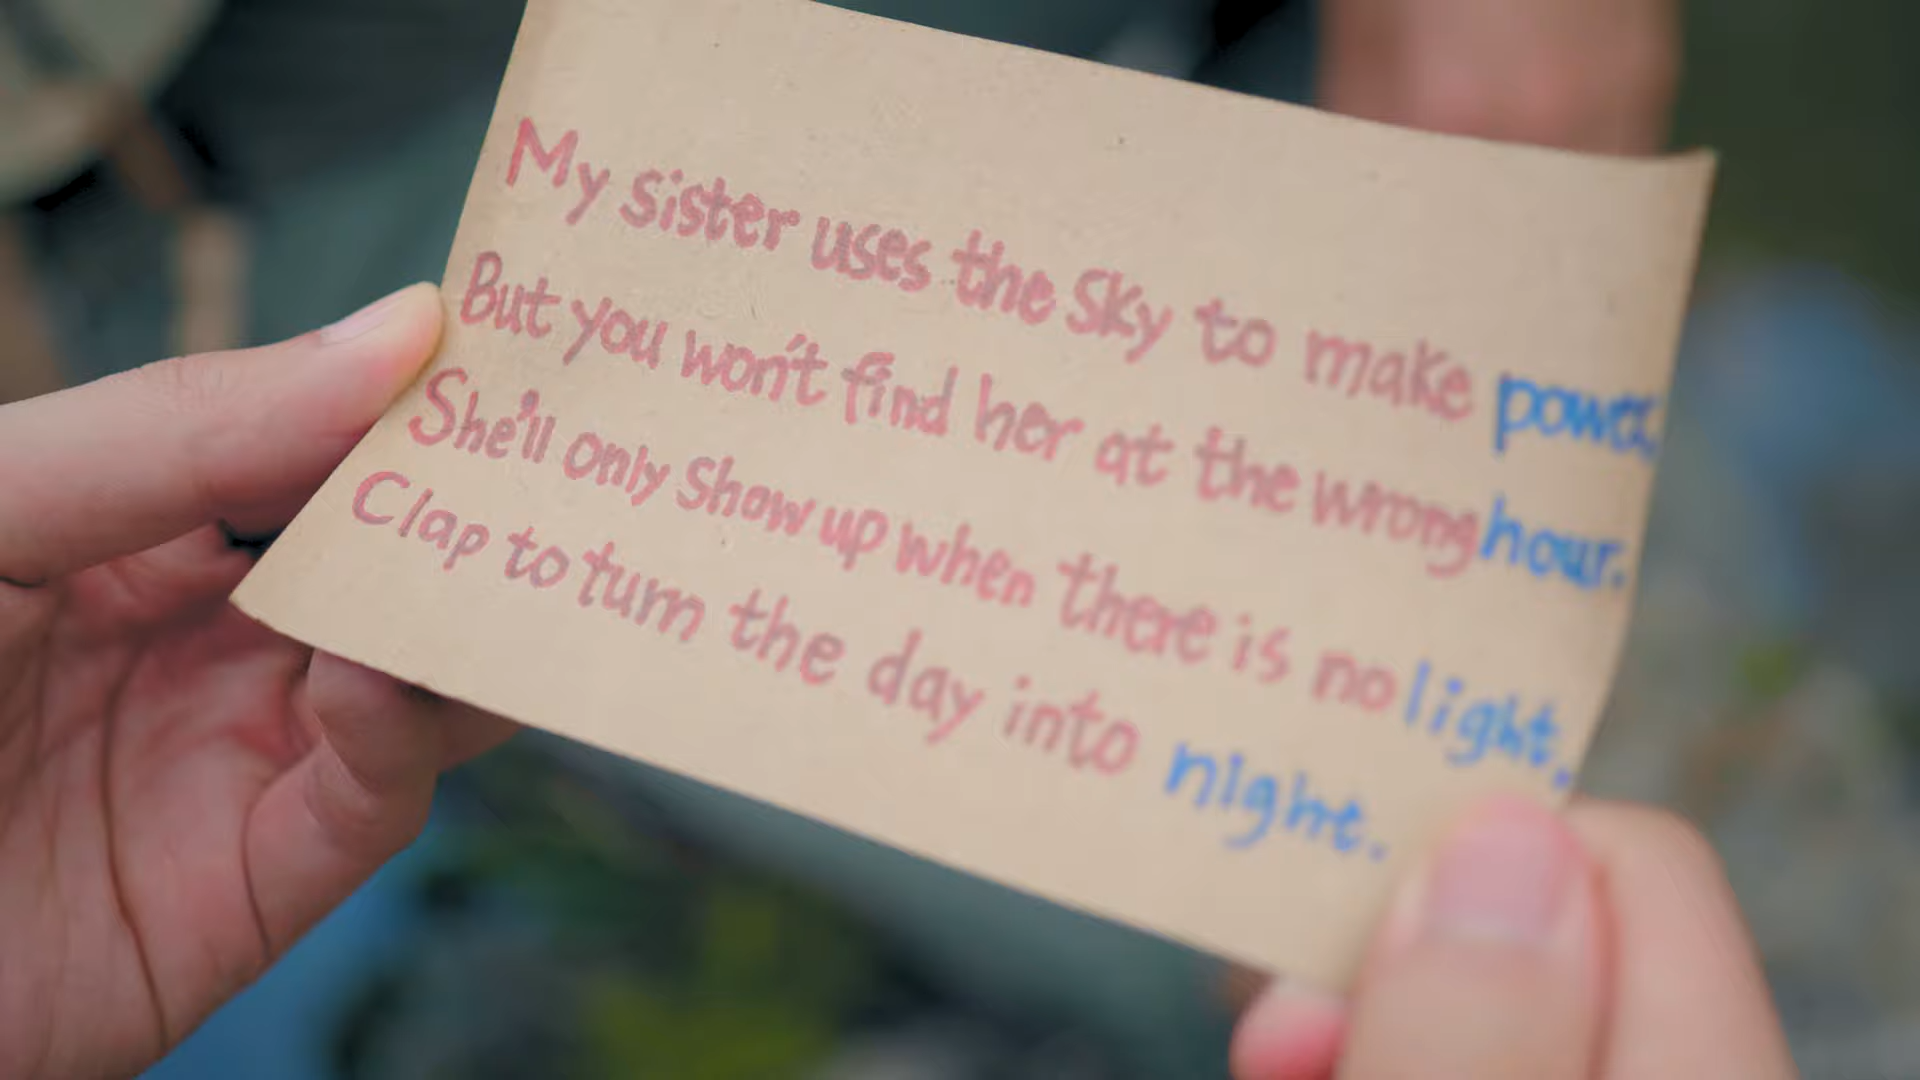 My sister uses the Sky to make power,
But you won't find her at the wrong hour.
She'll only Show up when there is no light,
Clap to turn the day into night.